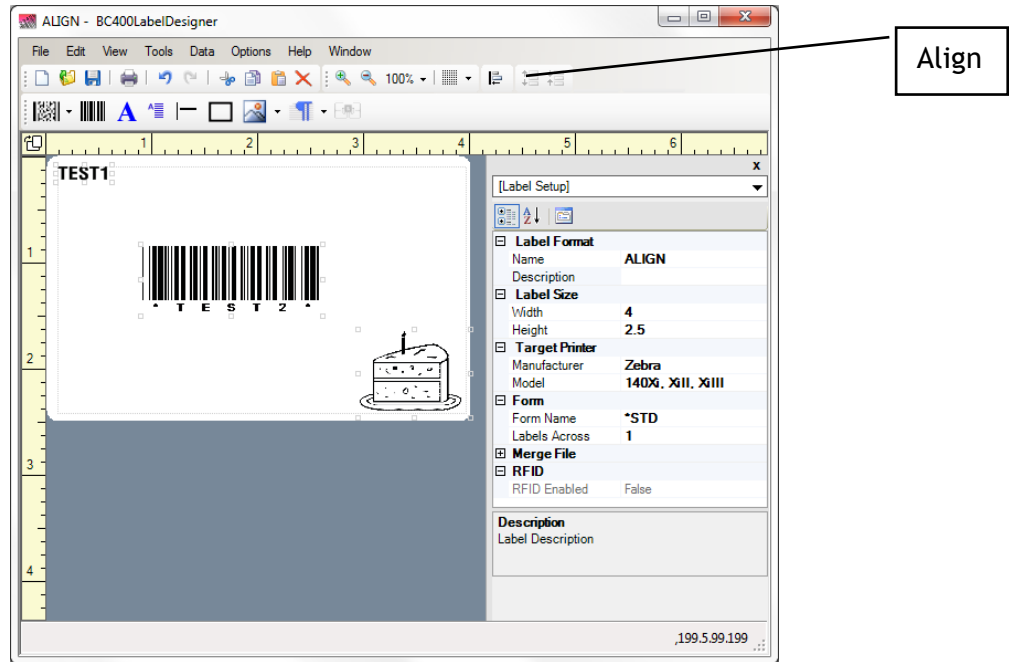 ALIGN - BC400LabelDesigner
Align
File Edit View Tools Data Options Help Window
100%
1 2 3 4 5 6
TEST1
x
[Label Setup]
Label Format
Name ALIGN
1
Description
Label Size
* T E S T 2 *
Width 4
Height 2.5
Target Printer
2
Manufacturer Zebra
Model 140Xi, XiII, XiIII
Form
Form Name *STD
Labels Across 1
Merge File
3
RFID
RFID Enabled False
Description
Label Description
4
,199.5.99.199